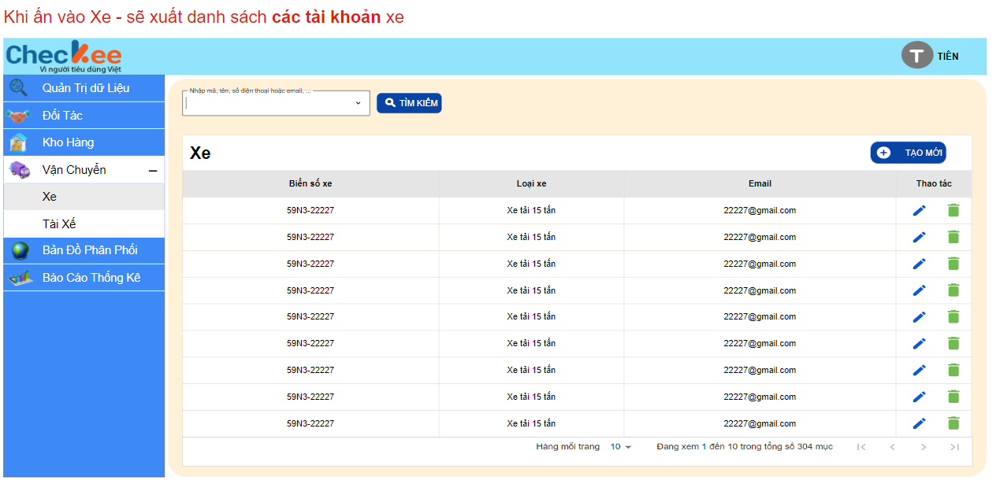 Khi ấn vào Xe - sẽ xuất danh sách các tài khoản xe
Checkee
Vì người tiêu dùng Việt
T TIÊN
Quản Trị dữ Liệu
Đối Tác
Kho Hàng
Vận Chuyển
Xe
Tài Xế
Bản Đồ Phân Phối
Báo Cáo Thống Kê
Nhập mã, tên, số điện thoại hoặc email, ...
TÌM KIẾM
Xe
TẠO MỚI
Biển số xe Loại xe Email Thao tác
59N3-22227 Xe tải 15 tấn 22227@gmail.com
59N3-22227 Xe tải 15 tấn 22227@gmail.com
59N3-22227 Xe tải 15 tấn 22227@gmail.com
59N3-22227 Xe tải 15 tấn 22227@gmail.com
59N3-22227 Xe tải 15 tấn 22227@gmail.com
59N3-22227 Xe tải 15 tấn 22227@gmail.com
59N3-22227 Xe tải 15 tấn 22227@gmail.com
59N3-22227 Xe tải 15 tấn 22227@gmail.com
59N3-22227 Xe tải 15 tấn 22227@gmail.com
Hàng mỗi trang 10 Đang xem 1 đến 10 trong tổng số 304 mục